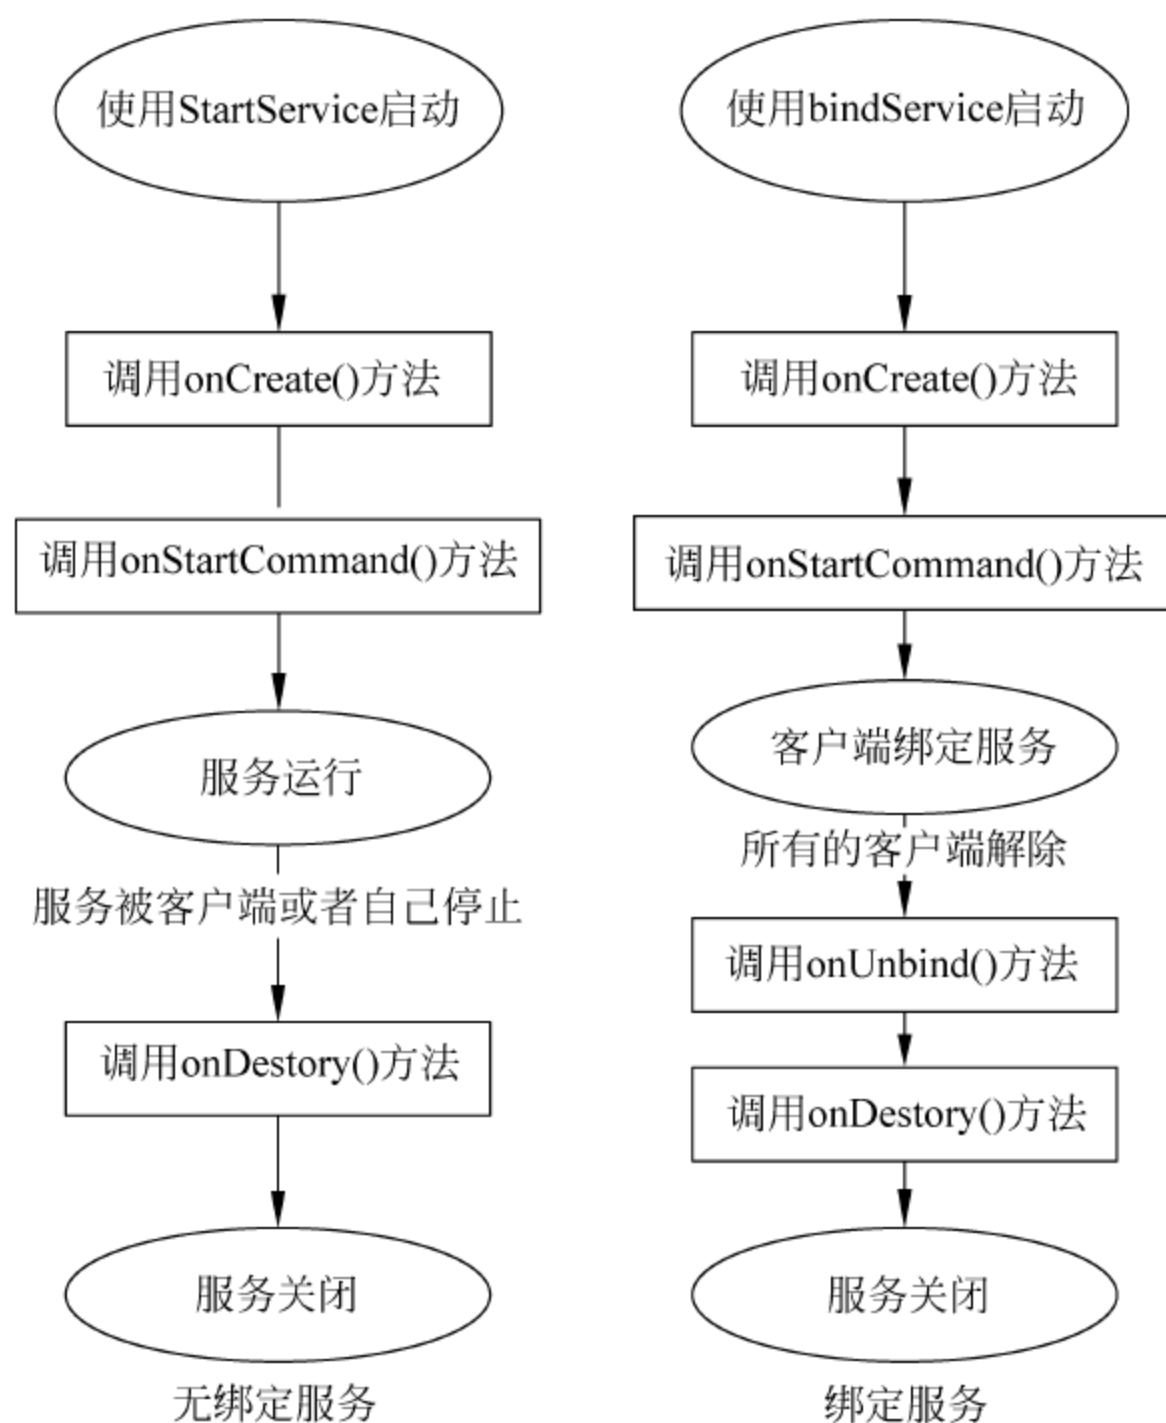 使用StartService启动
调用onCreate()方法
调用onStartCommand()方法
服务运行
服务被客户端或者自己停止
调用onDestory()方法
服务关闭
无绑定服务
使用bindService启动
调用onCreate()方法
调用onStartCommand()方法
客户端绑定服务
所有的客户端解除
调用onUnbind()方法
调用onDestory()方法
服务关闭
绑定服务